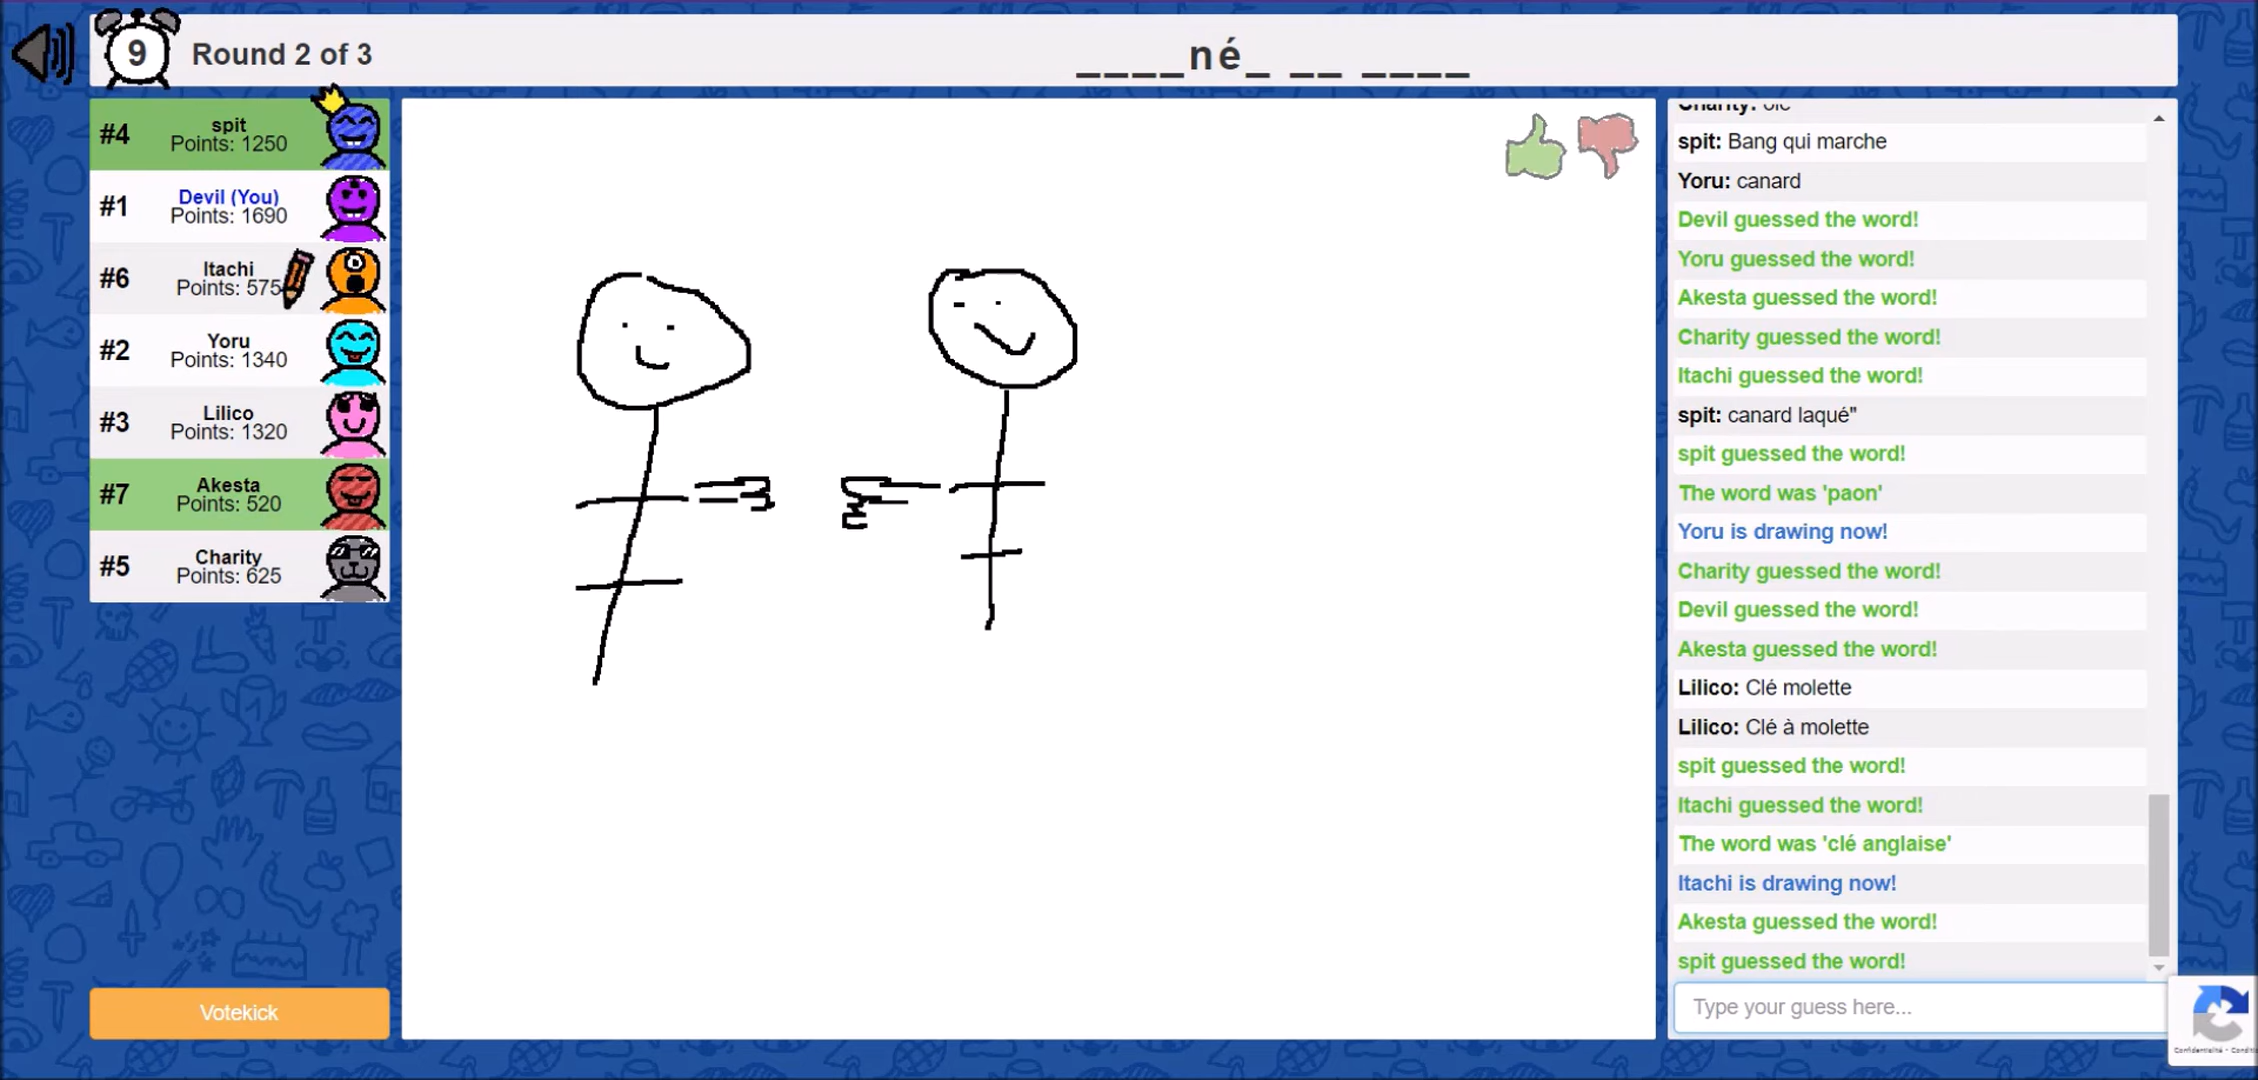 9
Round 2 of 3
____né_ __ ____
#4
spit
Points: 1250
#1
Devil (You)
Points: 1690
#6
Itachi
Points: 575
#2
Yoru
Points: 1340
#3
Lilico
Points: 1320
#7
Akesta
Points: 520
#5
Charity
Points: 625
Votekick
Charity: ole
spit: Bang qui marche
Yoru: canard
Devil guessed the word!
Yoru guessed the word!
Akesta guessed the word!
Charity guessed the word!
Itachi guessed the word!
spit: canard laqué"
spit guessed the word!
The word was 'paon'
Yoru is drawing now!
Charity guessed the word!
Devil guessed the word!
Akesta guessed the word!
Lilico: Clé molette
Lilico: Clé à molette
spit guessed the word!
Itachi guessed the word!
The word was 'clé anglaise'
Itachi is drawing now!
Akesta guessed the word!
spit guessed the word!
Type your guess here...